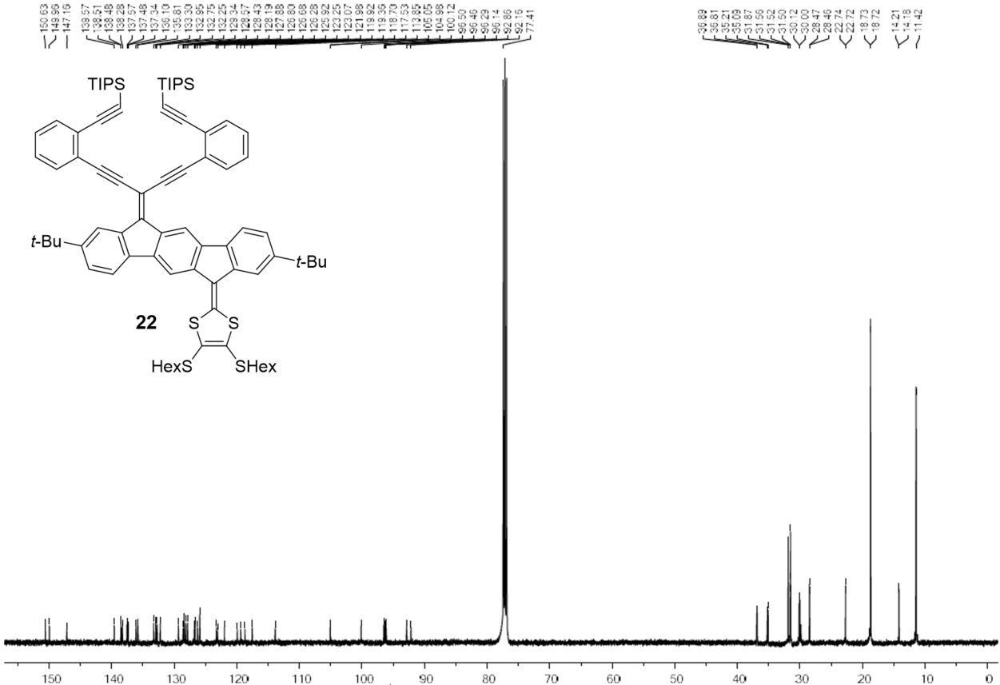 150.63 149.96 147.16 139.57 138.51 138.48 138.28 137.57 137.48 137.34 136.10 135.81 133.30 132.95 132.75 132.25 129.34 128.57 128.43 128.19 127.88 126.80 126.68 126.28 125.92 123.25 123.07 121.98 119.92 119.36 118.70 117.53 113.85 105.05 104.98 100.12 96.50 96.46 96.29 96.14 92.86 92.16 77.41 36.89 36.81 35.21 35.09 31.87 31.56 31.52 31.50 30.12 30.00 28.47 28.46 22.74 22.72 18.73 18.72 14.21 14.18 11.42
TIPS TIPS
t-Bu
t-Bu
22
S S
HexS SHex
150 140 130 120 110 100 90 80 70 60 50 40 30 20 10 0